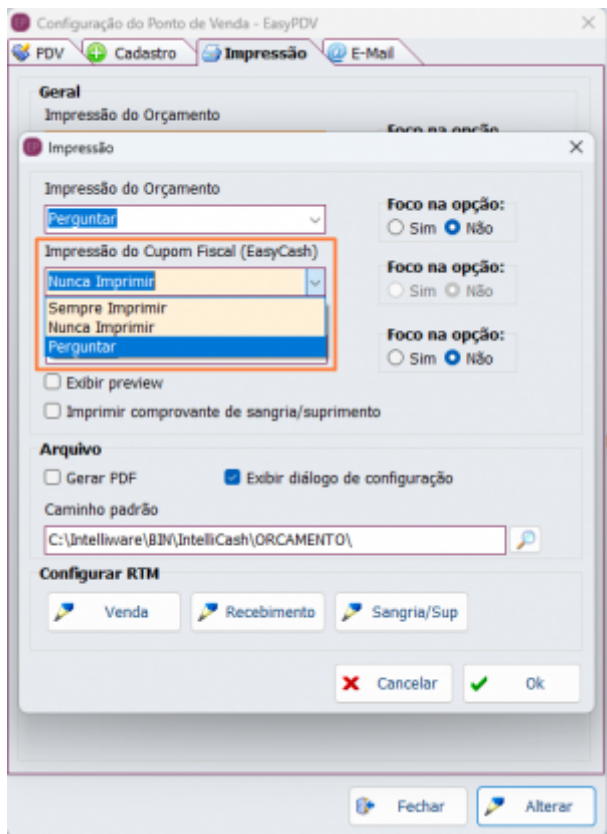 Configuração do Ponto de Venda - EasyPDV
PDV Cadastro Impressão E-Mail
Geral
Impressão do Orçamento
Foco na opção
Impressão
Impressão do Orçamento
Foco na opção:
Perguntar
Sim Não
Impressão do Cupom Fiscal (EasyCash)
Foco na opção:
Nunca Imprimir
Sim Não
Sempre Imprimir
Nunca Imprimir
Foco na opção:
Perguntar
Sim Não
Exibir preview
Imprimir comprovante de sangria/suprimento
Arquivo
Gerar PDF Exibir diálogo de configuração
Caminho padrão
C:\Intelliware\BIN\IntelliCash\ORCAMENTO\
Configurar RTM
Venda Recebimento Sangria/Sup
Cancelar Ok
Fechar Alterar